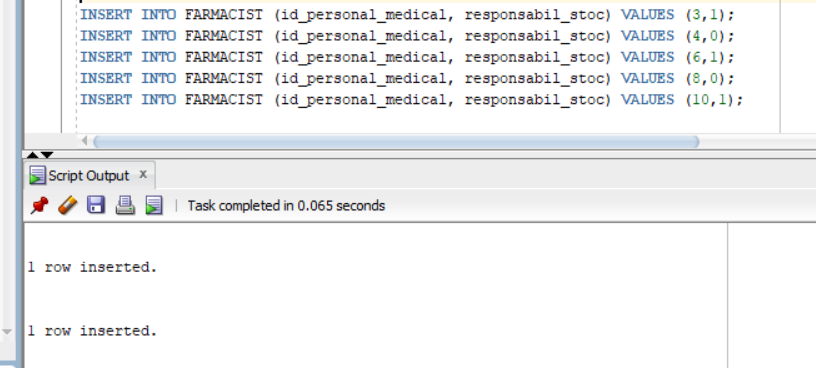 INSERT INTO FARMACIST (id_personal_medical, responsabil_stoc) VALUES (3,1);
INSERT INTO FARMACIST (id_personal_medical, responsabil_stoc) VALUES (4,0);
INSERT INTO FARMACIST (id_personal_medical, responsabil_stoc) VALUES (6,1);
INSERT INTO FARMACIST (id_personal_medical, responsabil_stoc) VALUES (8,0);
INSERT INTO FARMACIST (id_personal_medical, responsabil_stoc) VALUES (10,1);
Script Output x
Task completed in 0.065 seconds
1 row inserted.
1 row inserted.